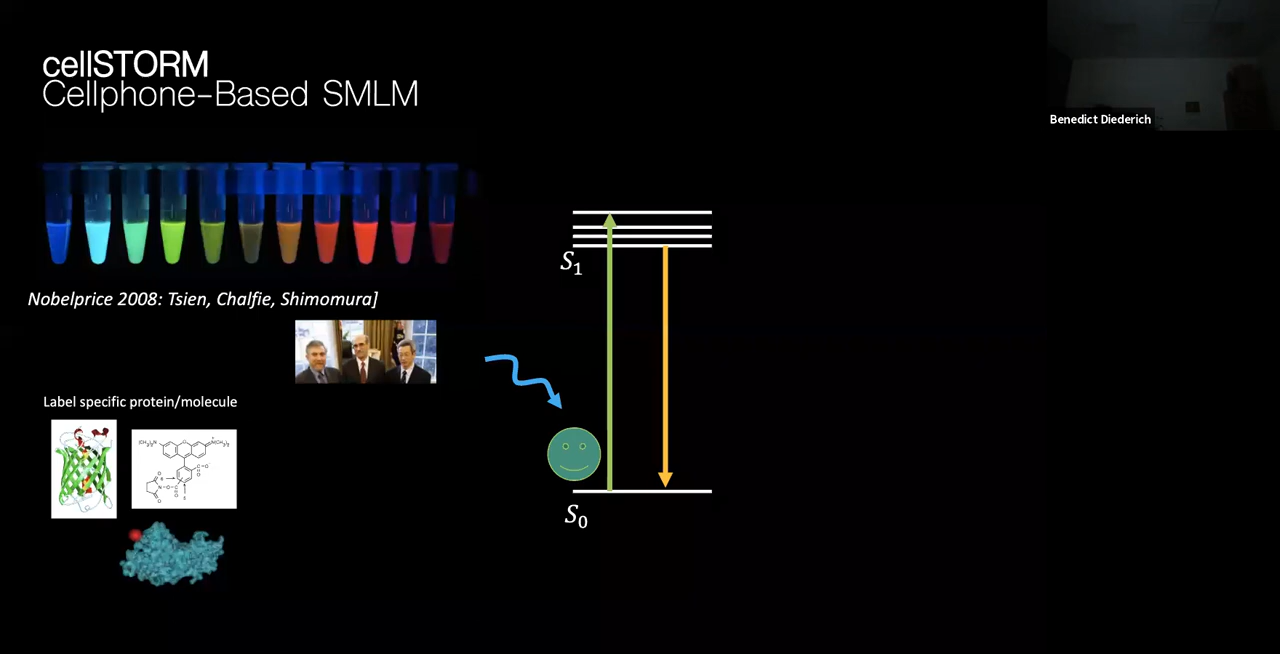 cellSTORM
Cellphone-Based SMLM
Benedict Diederich
Nobelprice 2008: Tsien, Chalfie, Shimomura]
Label specific protein/molecule
S₁
S₀